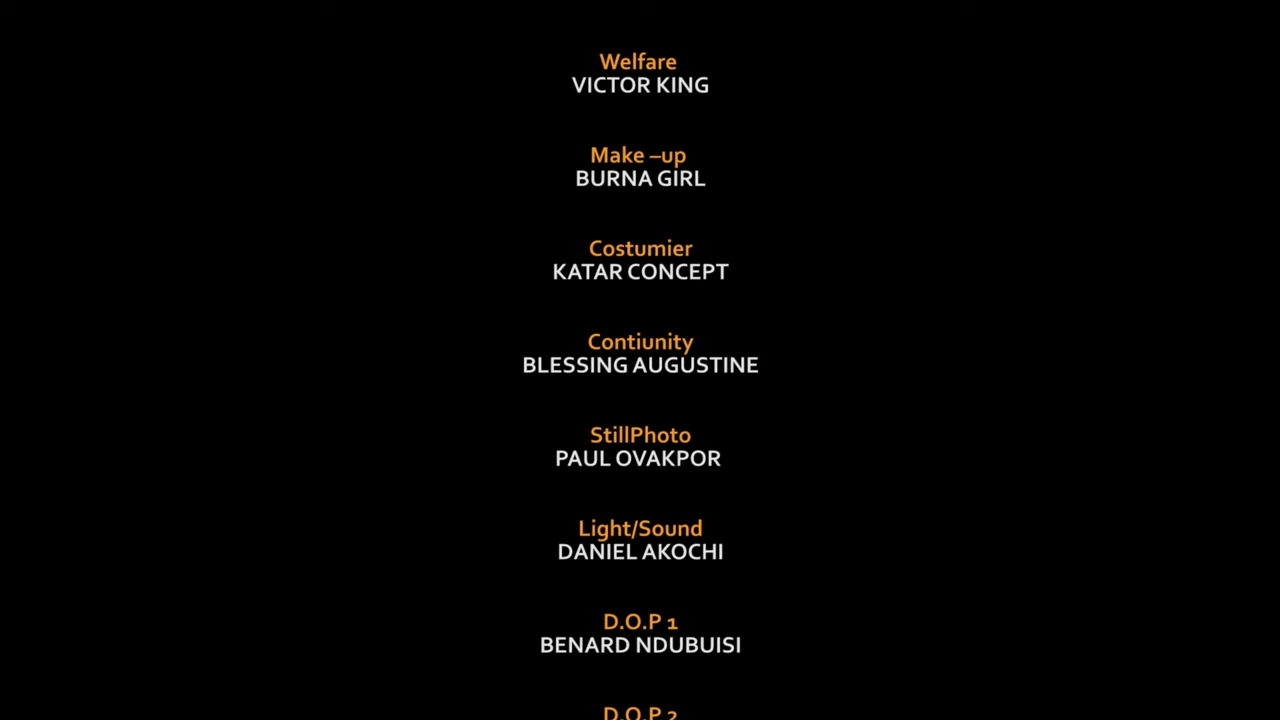 Welfare
VICTOR KING
Make –up
BURNA GIRL
Costumier
KATAR CONCEPT
Contiunity
BLESSING AUGUSTINE
StillPhoto
PAUL OVAKPOR
Light/Sound
DANIEL AKOCHI
D.O.P 1
BENARD NDUBUISI
D.O.P 2